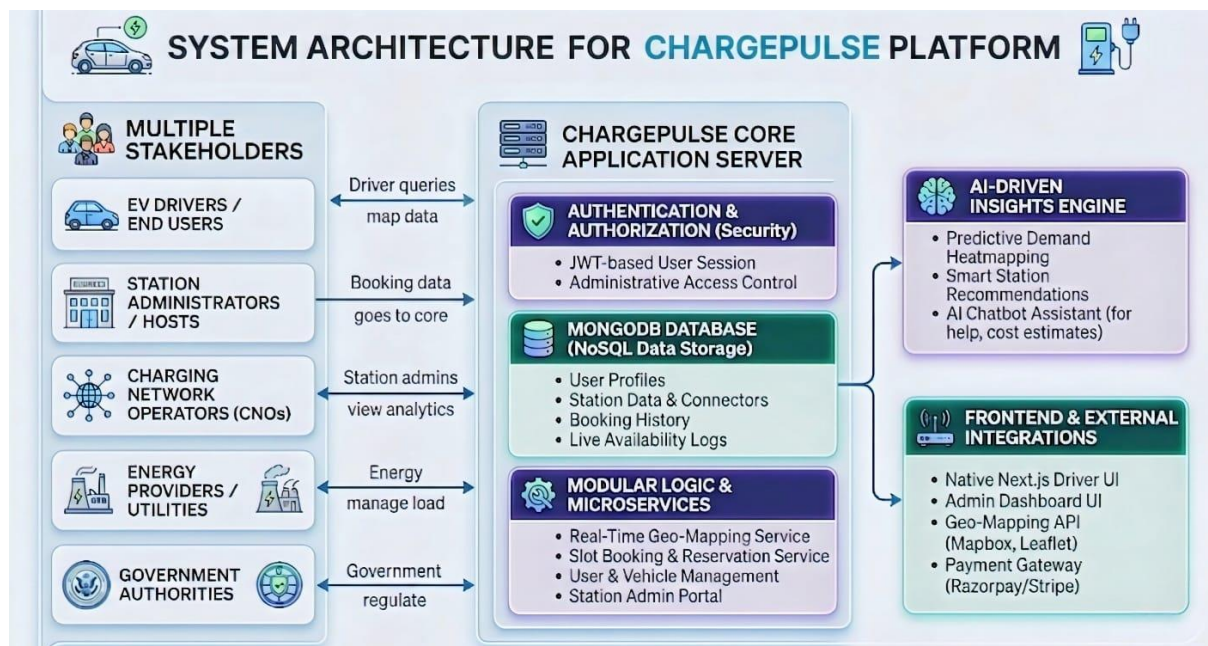 SYSTEM ARCHITECTURE FOR CHARGEPULSE PLATFORM
MULTIPLE
STAKEHOLDERS
EV DRIVERS /
END USERS
STATION
ADMINISTRATORS
/ HOSTS
CHARGING
NETWORK
OPERATORS (CNOs)
ENERGY
PROVIDERS /
UTILITIES
GOVERNMENT
AUTHORITIES
Driver queries
map data
Booking data
goes to core
Station admins
view analytics
Energy
manage load
Government
regulate
CHARGEPULSE CORE
APPLICATION SERVER
AUTHENTICATION &
AUTHORIZATION (Security)
• JWT-based User Session
• Administrative Access Control
MONGODB DATABASE
(NoSQL Data Storage)
• User Profiles
• Station Data & Connectors
• Booking History
• Live Availability Logs
MODULAR LOGIC &
MICROSERVICES
• Real-Time Geo-Mapping Service
• Slot Booking & Reservation Service
• User & Vehicle Management
• Station Admin Portal
AI-DRIVEN
INSIGHTS ENGINE
• Predictive Demand
Heatmapping
• Smart Station
Recommendations
• AI Chatbot Assistant (for
help, cost estimates)
FRONTEND & EXTERNAL
INTEGRATIONS
• Native Next.js Driver UI
• Admin Dashboard UI
• Geo-Mapping API
(Mapbox, Leaflet)
• Payment Gateway
(Razorpay/Stripe)